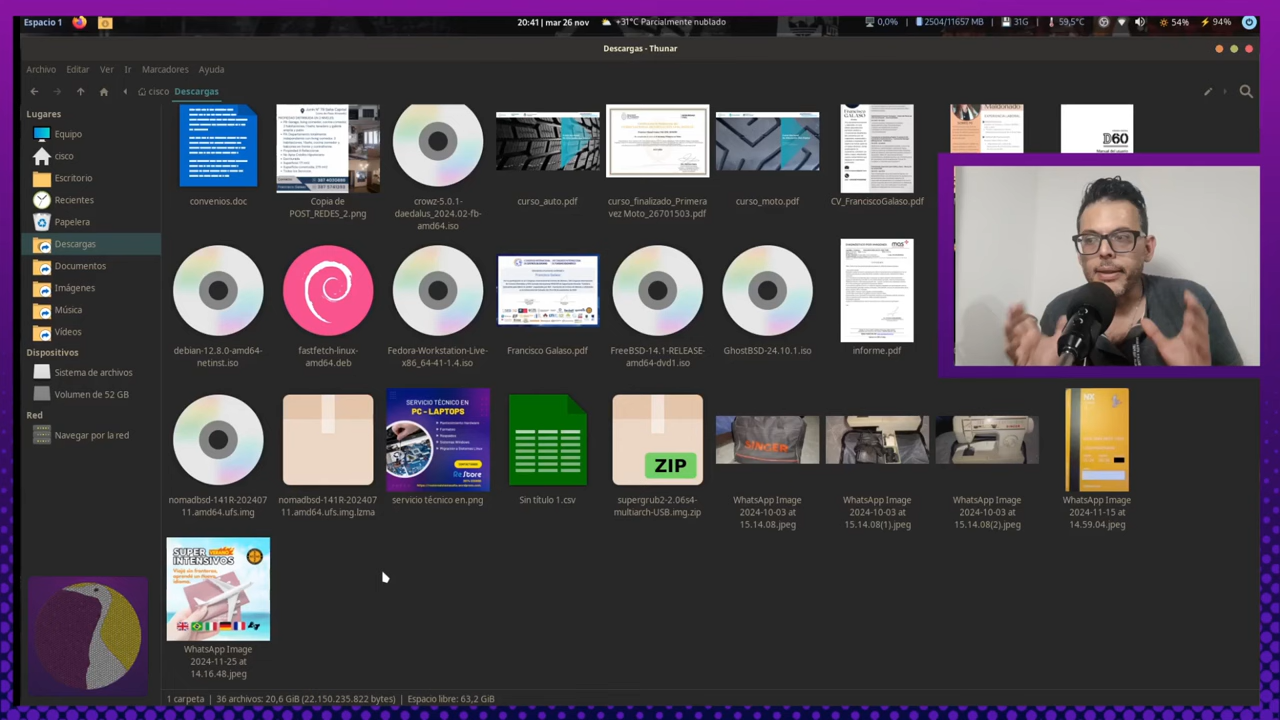 Espacio 1
20:41 | mar 26 nov
+31°C Parcialmente nublado
0,0%
2504/11657 MB
31G
59,5°C
54%
94%
Descargas - Thunar
Archivo Editar Ver Ir Marcadores Ayuda
cisco Descargas
Equipo
cisco
Escritorio
Recientes
Papelera
Descargas
Documentos
Imágenes
Música
Vídeos
Dispositivos
Sistema de archivos
Volumen de 52 GB
Red
Navegar por la red
convenios.doc
Copia de
POST_REDES_2.png
crowz-5.0.1-
daedalus_2024.02-fb-
amd64.iso
curso_auto.pdf
curso_finalizado_Primera
vez Moto_26701503.pdf
curso_moto.pdf
CV_FranciscoGalaso.pdf
debian-12.8.0-amd64-
netinst.iso
fastfetch-linux-
amd64.deb
Fedora-Workstation-Live-
x86_64-41-1.4.iso
Francisco Galaso.pdf
FreeBSD-14.1-RELEASE-
amd64-dvd1.iso
GhostBSD-24.10.1.iso
informe.pdf
SERVICIO TÉCNICO EN
PC - LAPTOPS
ZIP
nomadbsd-141R-202407
11.amd64.ufs.img
nomadbsd-141R-202407
11.amd64.ufs.img.lzma
servicio técnico en.png
Sin título 1.csv
supergrub2-2.06s4-
multiarch-USB.img.zip
WhatsApp Image
2024-10-03 at
15.14.08.jpeg
WhatsApp Image
2024-10-03 at
15.14.08(1).jpeg
WhatsApp Image
2024-10-03 at
15.14.08(2).jpeg
WhatsApp Image
2024-11-15 at
14.59.04.jpeg
SUPER
INTENSIVOS
WhatsApp Image
2024-11-25 at
14.16.48.jpeg
1 carpeta | 36 archivos: 20,6 GiB (22.150.235.822 bytes) | Espacio libre: 63,2 GiB